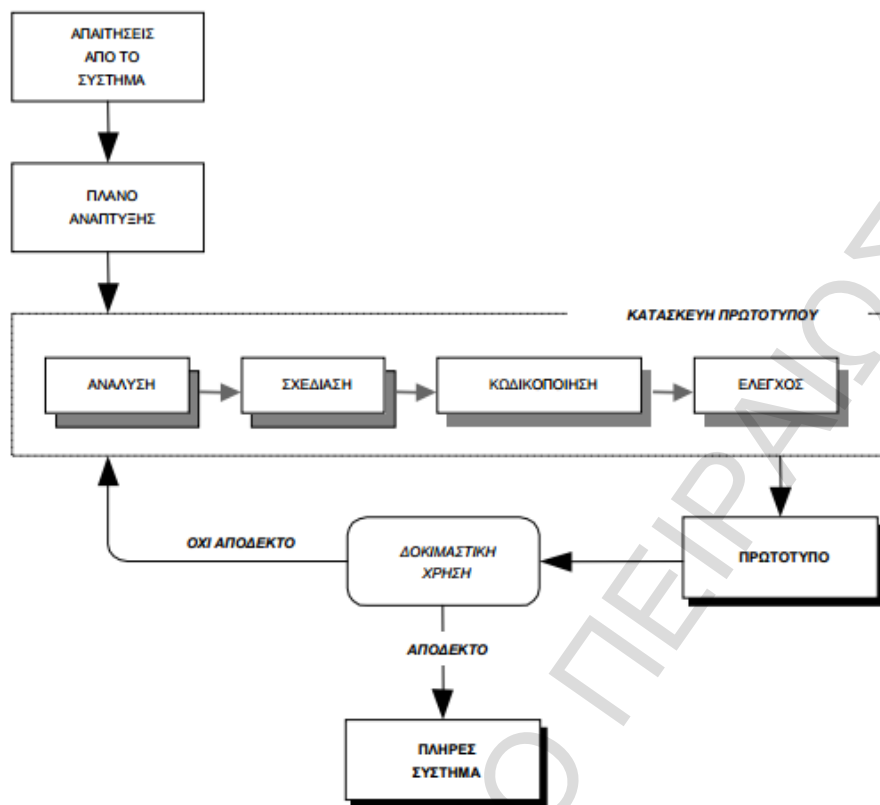 ΑΠΑΙΤΗΣΕΙΣ
ΑΠΟ ΤΟ
ΣΥΣΤΗΜΑ
ΠΛΑΝΟ
ΑΝΑΠΤΥΞΗΣ
ΚΑΤΑΣΚΕΥΗ ΠΡΩΤΟΤΥΠΟΥ
ΑΝΑΛΥΣΗ
ΣΧΕΔΙΑΣΗ
ΚΩΔΙΚΟΠΟΙΗΣΗ
ΕΛΕΓΧΟΣ
ΟΧΙ ΑΠΟΔΕΚΤΟ
ΔΟΚΙΜΑΣΤΙΚΗ
ΧΡΗΣΗ
ΠΡΩΤΟΤΥΠΟ
ΑΠΟΔΕΚΤΟ
ΠΛΗΡΕΣ
ΣΥΣΤΗΜΑ
Ο ΠΕΙΡΑΙΩΣ